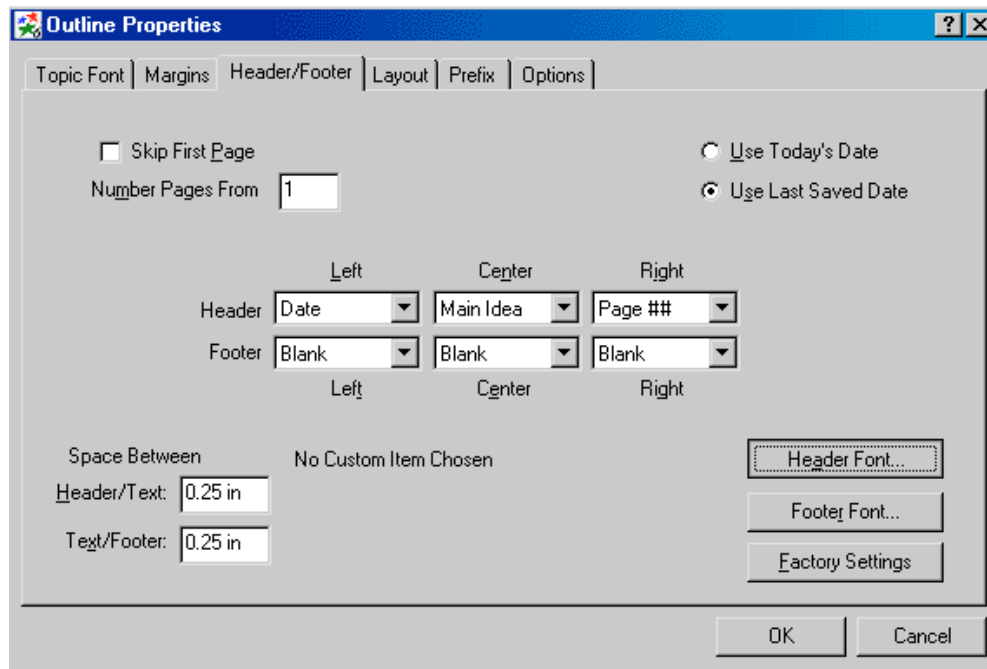 Outline Properties
Topic Font Margins Header/Footer Layout Prefix Options
Skip First Page
Use Today's Date
Number Pages From 1
Use Last Saved Date
Left Center Right
Header Date Main Idea Page ##
Footer Blank Blank Blank
Left Center Right
Space Between
No Custom Item Chosen
Header Font...
Header/Text: 0.25 in
Footer Font...
Text/Footer: 0.25 in
Factory Settings
OK Cancel